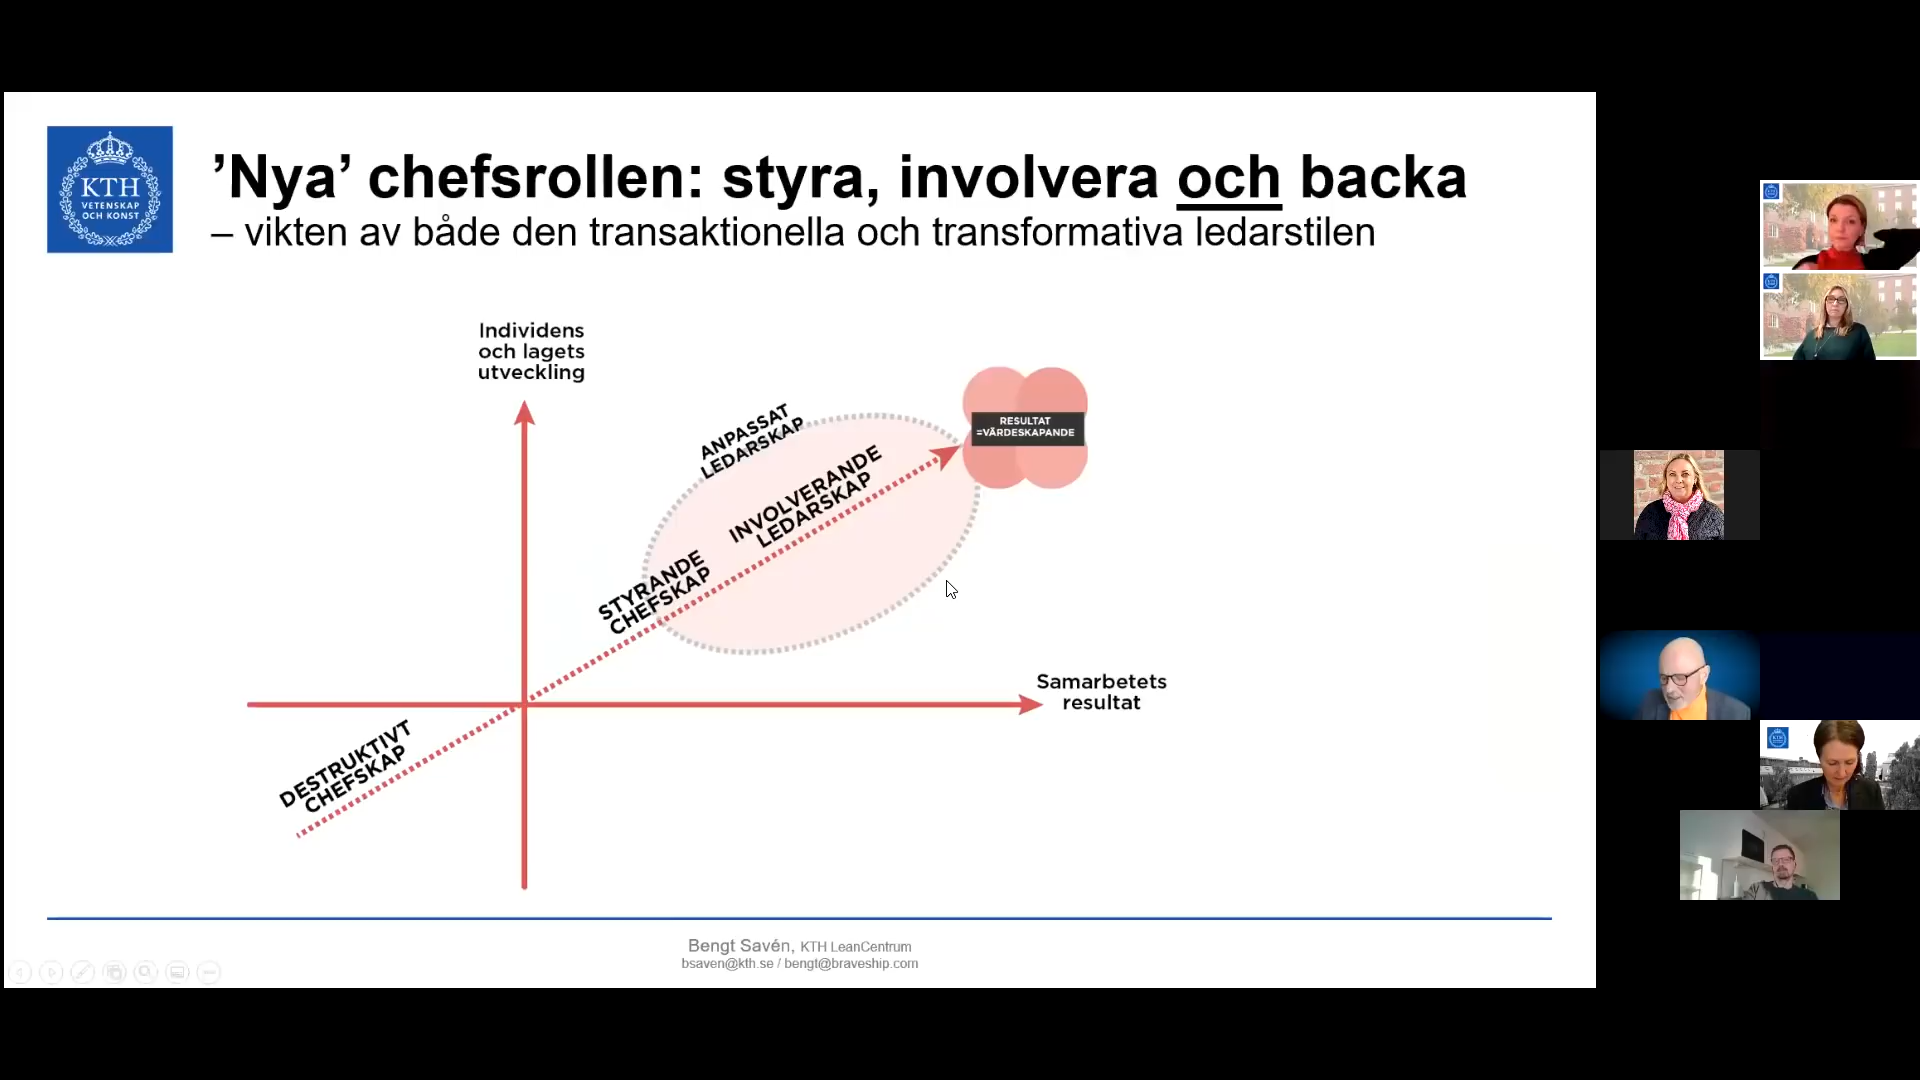 KTH
VETENSKAP
OCH KONST
’Nya’ chefsrollen: styra, involvera och backa
– vikten av både den transaktionella och transformativa ledarstilen
Individens
och lagets
utveckling
ANPASSAT
LEDARSKAP
RESULTAT
=VÄRDESKAPANDE
INVOLVERANDE
LEDARSKAP
STYRANDE
CHEFSKAP
Samarbetets
resultat
DESTRUKTIVT
CHEFSKAP
Bengt Savén, KTH LeanCentrum
bsaven@kth.se / bengt@braveship.com